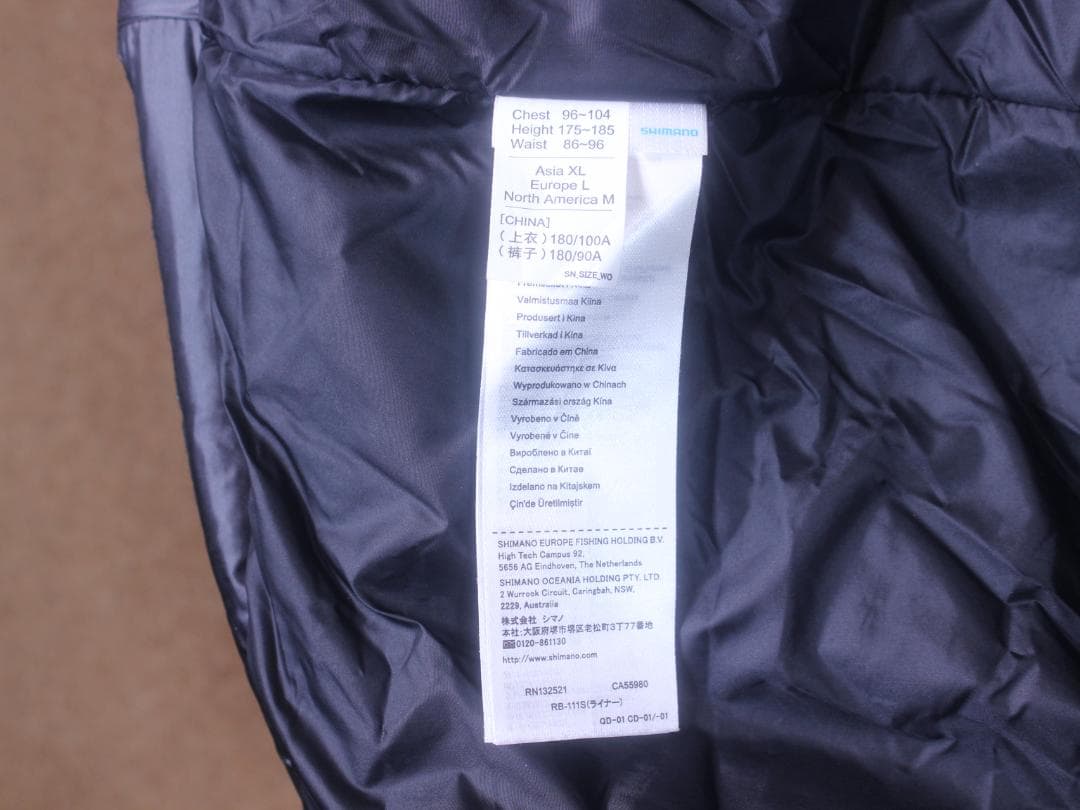 Chest 96~104
Height 175~185
Waist 86~96
SHIMANO
Asia XL
Europe L
North America M
[CHINA]
(上衣)180/100A
(裤子)180/90A
SN_SIZE_WO
Valmistusmaa Kiina
Produsert i Kina
Tillverkad i Kina
Fabricado em China
Κατασκευάστηκε σε Κίνα
Wyprodukowano w Chinach
Származási ország Kína
Vyrobeno v Číně
Vyrobené v Číne
Вироблено в Китаї
Сделано в Китае
Izdelano na Kitajskem
Çin'de Üretilmiştir
SHIMANO EUROPE FISHING HOLDING B.V.
High Tech Campus 92,
5656 AG Eindhoven, The Netherlands
SHIMANO OCEANIA HOLDING PTY. LTD.
2 Wurrook Circuit, Caringbah, NSW,
2229, Australia
株式会社 シマノ
本社:大阪府堺市堺区老松町3丁77番地
0120-861130
http://www.shimano.com
RN132521 CA55980
RB-111S(ライナー)
QD-01 CD-01/-01